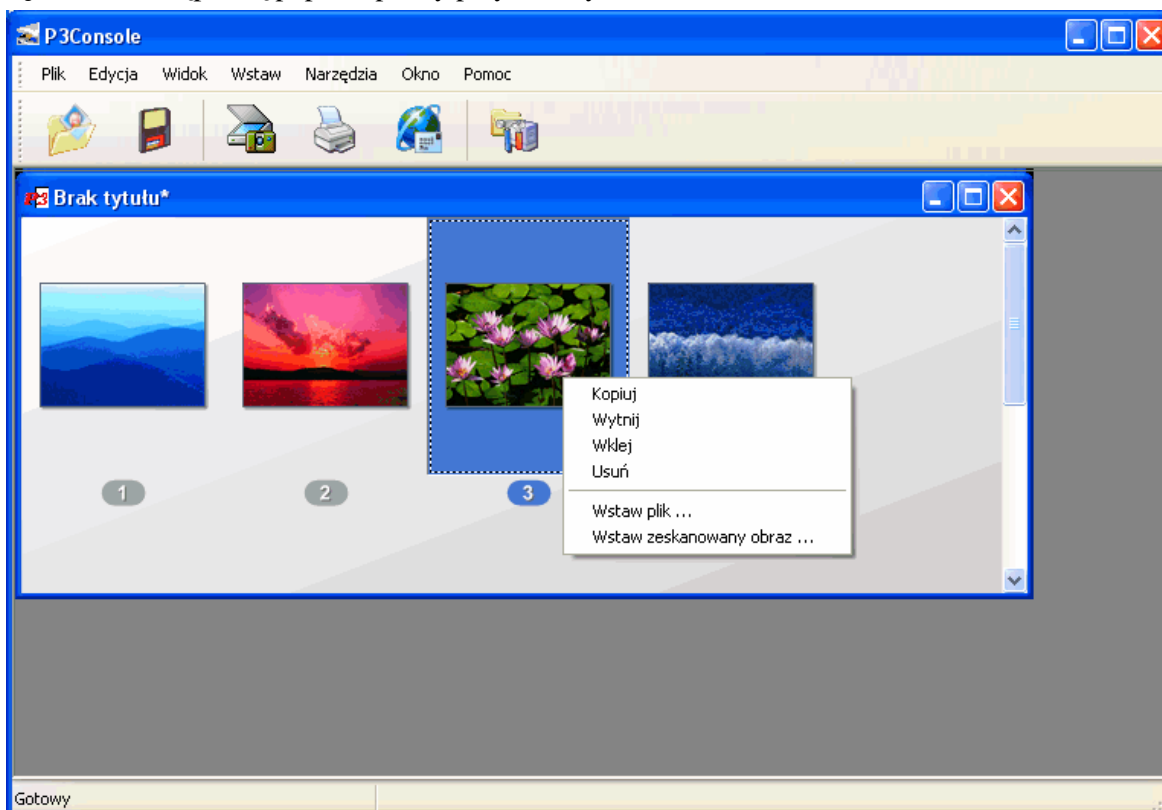 P3Console
Plik Edycja Widok Wstaw Narzędzia Okno Pomoc
Brak tytułu*
Kopiuj
Wytnij
Wklej
Usuń
1 2 3
Wstaw plik ...
Wstaw zeskanowany obraz ...
Gotowy